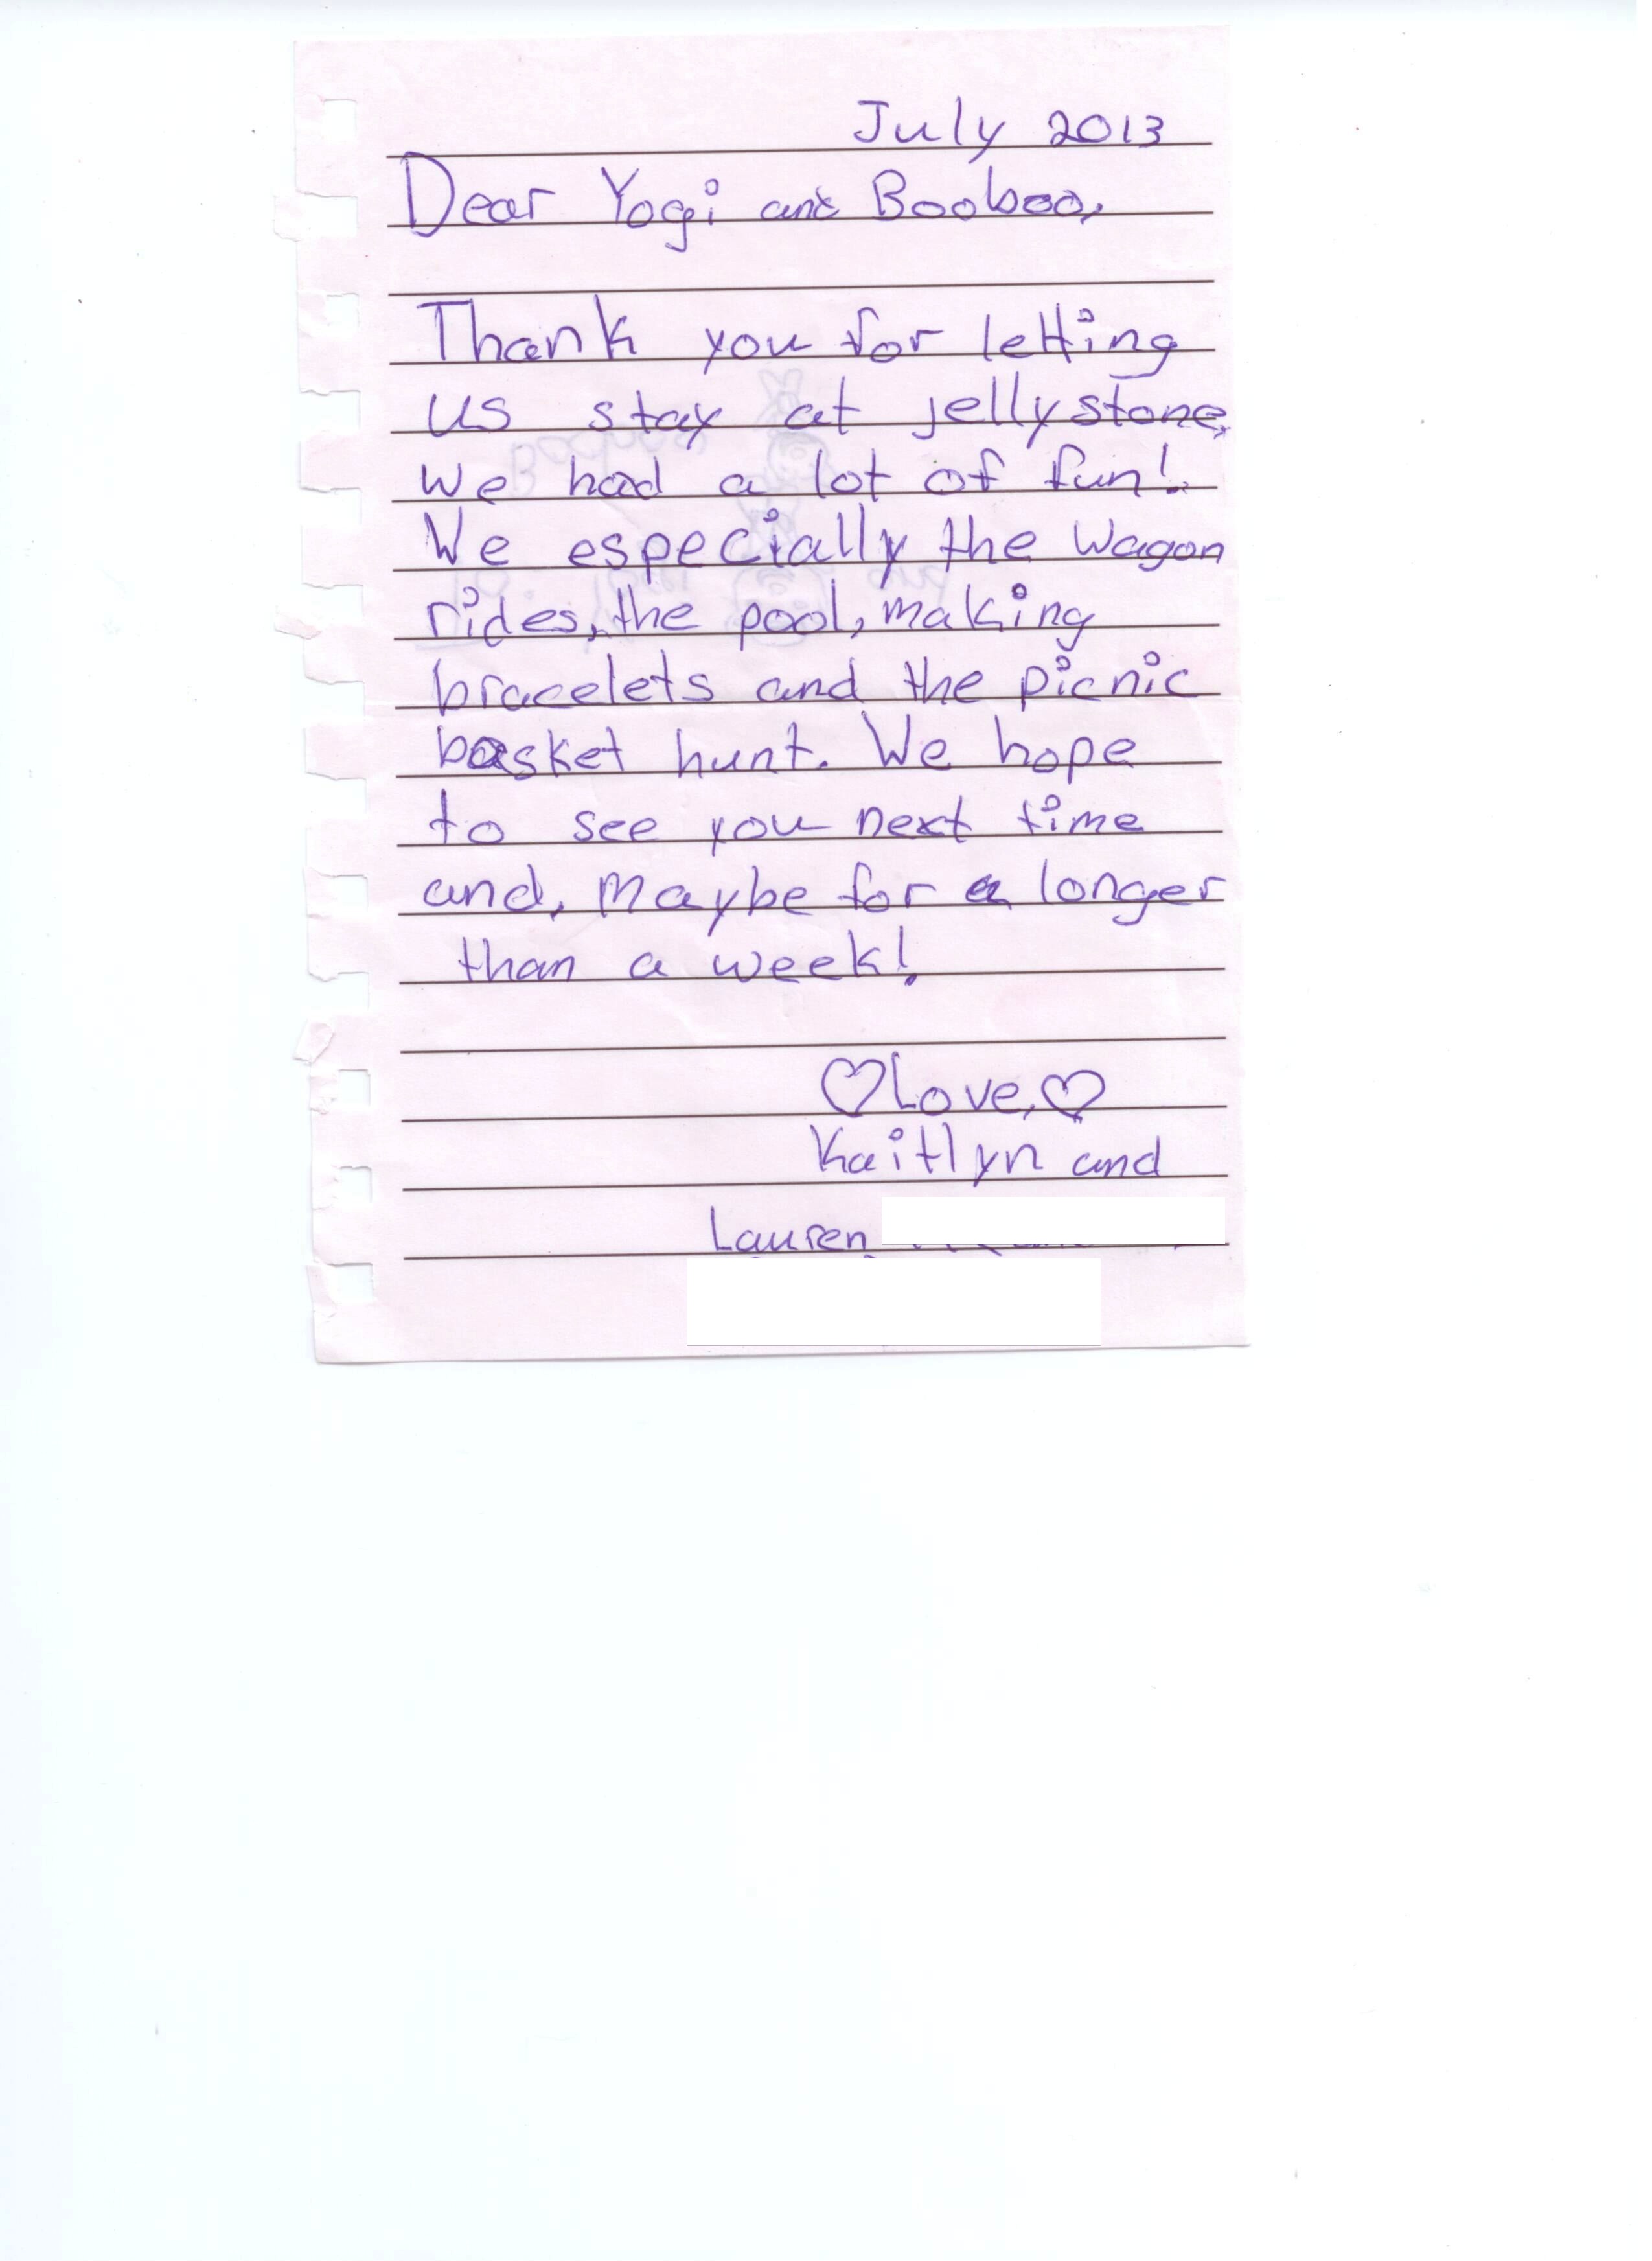 July 2013
Dear Yogi and Booboo,
Thank you for letting
us stay at jellystone,
we had a lot of fun!
We especially the Wagon
rides, the pool, making
bracelets and the picnic
basket hunt. We hope
to see you next time
and, maybe for a longer
than a week!
♡Love,♡
Kaitlyn and
Lauren